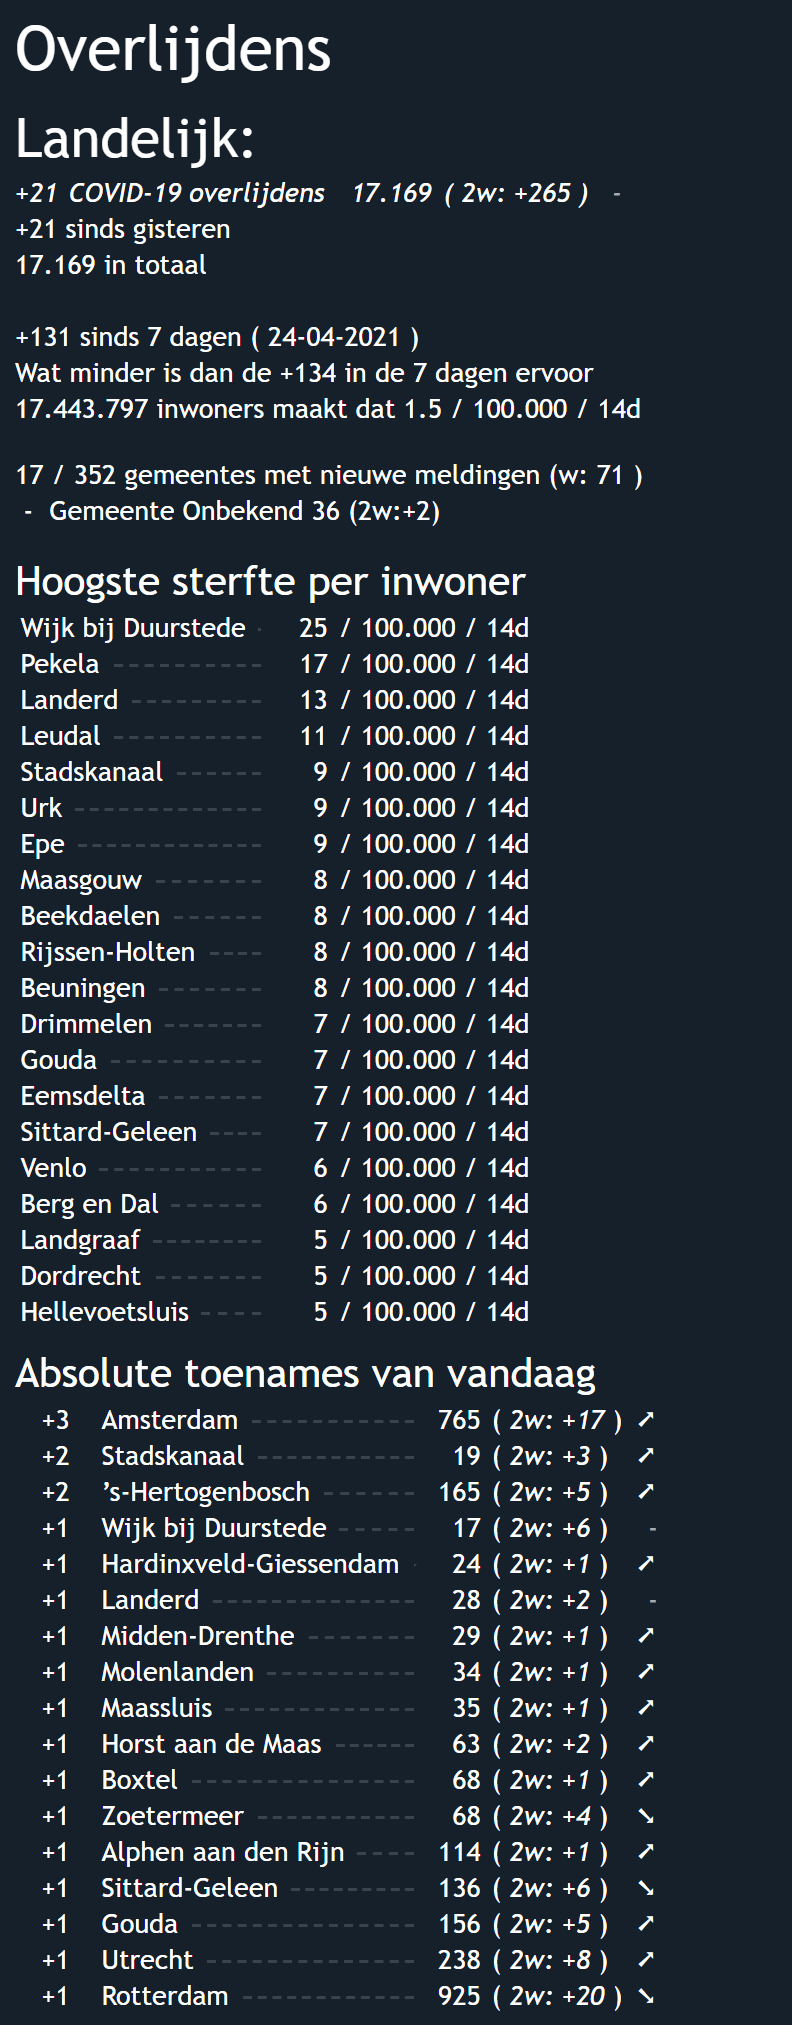 Overlijdens
Landelijk:
+21 COVID-19 overlijdens 17.169 ( 2w: +265 ) -
+21 sinds gisteren
17.169 in totaal
+131 sinds 7 dagen ( 24-04-2021 )
Wat minder is dan de +134 in de 7 dagen ervoor
17.443.797 inwoners maakt dat 1.5 / 100.000 / 14d
17 / 352 gemeentes met nieuwe meldingen (w: 71 )
- Gemeente Onbekend 36 (2w:+2)
Hoogste sterfte per inwoner
Wijk bij Duurstede - 25 / 100.000 / 14d
Pekela ----------- 17 / 100.000 / 14d
Landerd --------- 13 / 100.000 / 14d
Leudal ----------- 11 / 100.000 / 14d
Stadskanaal ------ 9 / 100.000 / 14d
Urk ------------- 9 / 100.000 / 14d
Epe ------------- 9 / 100.000 / 14d
Maasgouw ------- 8 / 100.000 / 14d
Beekdaelen ------ 8 / 100.000 / 14d
Rijssen-Holten ---- 8 / 100.000 / 14d
Beuningen ------- 8 / 100.000 / 14d
Drimmelen ------- 7 / 100.000 / 14d
Gouda ----------- 7 / 100.000 / 14d
Eemsdelta ------- 7 / 100.000 / 14d
Sittard-Geleen ---- 7 / 100.000 / 14d
Venlo ----------- 6 / 100.000 / 14d
Berg en Dal ------ 6 / 100.000 / 14d
Landgraaf -------- 5 / 100.000 / 14d
Dordrecht ------- 5 / 100.000 / 14d
Hellevoetsluis ---- 5 / 100.000 / 14d
Absolute toenames van vandaag
+3 Amsterdam ----------- 765 ( 2w: +17 ) ➚
+2 Stadskanaal ----------- 19 ( 2w: +3 ) ➚
+2 ’s-Hertogenbosch ------ 165 ( 2w: +5 ) ➚
+1 Wijk bij Duurstede ----- 17 ( 2w: +6 ) -
+1 Hardinxveld-Giessendam - 24 ( 2w: +1 ) ➚
+1 Landerd -------------- 28 ( 2w: +2 ) -
+1 Midden-Drenthe ------- 29 ( 2w: +1 ) ➚
+1 Molenlanden ---------- 34 ( 2w: +1 ) ➚
+1 Maassluis ------------- 35 ( 2w: +1 ) ➚
+1 Horst aan de Maas ------ 63 ( 2w: +2 ) ➚
+1 Boxtel --------------- 68 ( 2w: +1 ) ➚
+1 Zoetermeer ----------- 68 ( 2w: +4 ) ➘
+1 Alphen aan den Rijn ---- 114 ( 2w: +1 ) ➚
+1 Sittard-Geleen --------- 136 ( 2w: +6 ) ➘
+1 Gouda --------------- 156 ( 2w: +5 ) ➚
+1 Utrecht -------------- 238 ( 2w: +8 ) ➚
+1 Rotterdam ------------ 925 ( 2w: +20 ) ➘